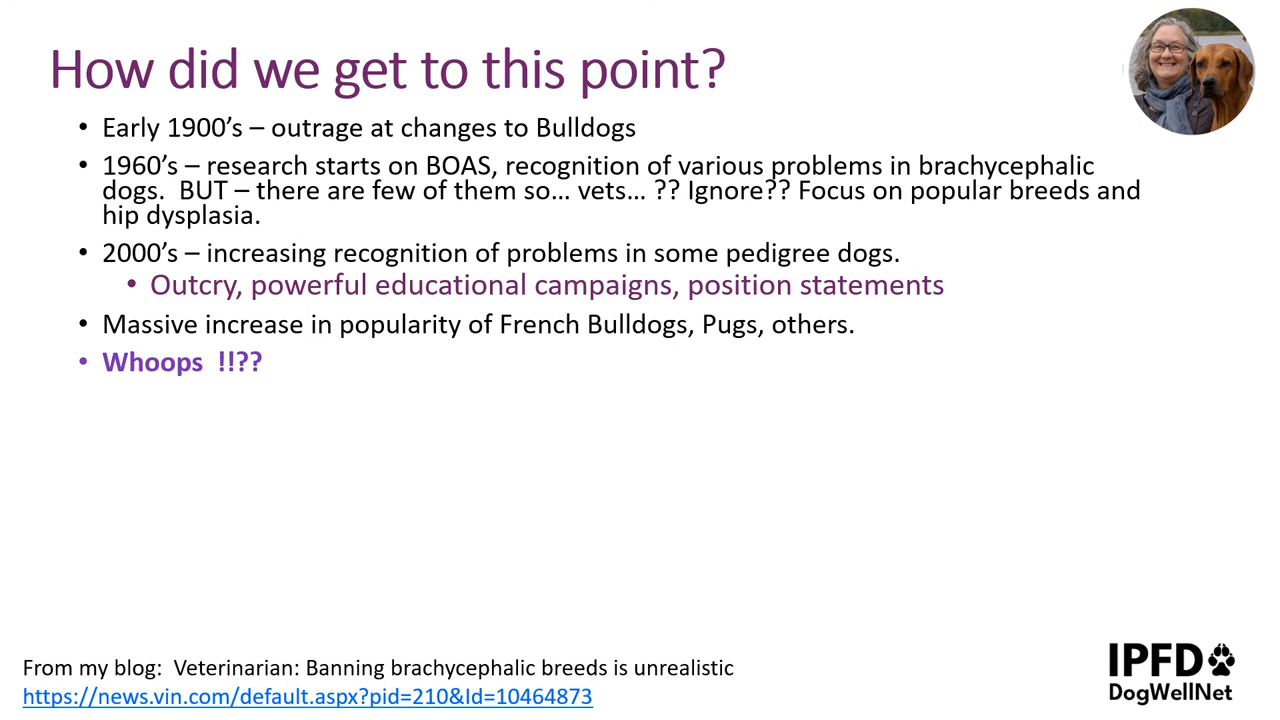 How did we get to this point?
• Early 1900’s – outrage at changes to Bulldogs
• 1960’s – research starts on BOAS, recognition of various problems in brachycephalic
dogs.  BUT – there are few of them so… vets… ?? Ignore?? Focus on popular breeds and
hip dysplasia.
• 2000’s – increasing recognition of problems in some pedigree dogs.
• Outcry, powerful educational campaigns, position statements
• Massive increase in popularity of French Bulldogs, Pugs, others.
• Whoops  !!??
From my blog:  Veterinarian: Banning brachycephalic breeds is unrealistic
https://news.vin.com/default.aspx?pid=210&Id=10464873
IPFD
DogWellNet